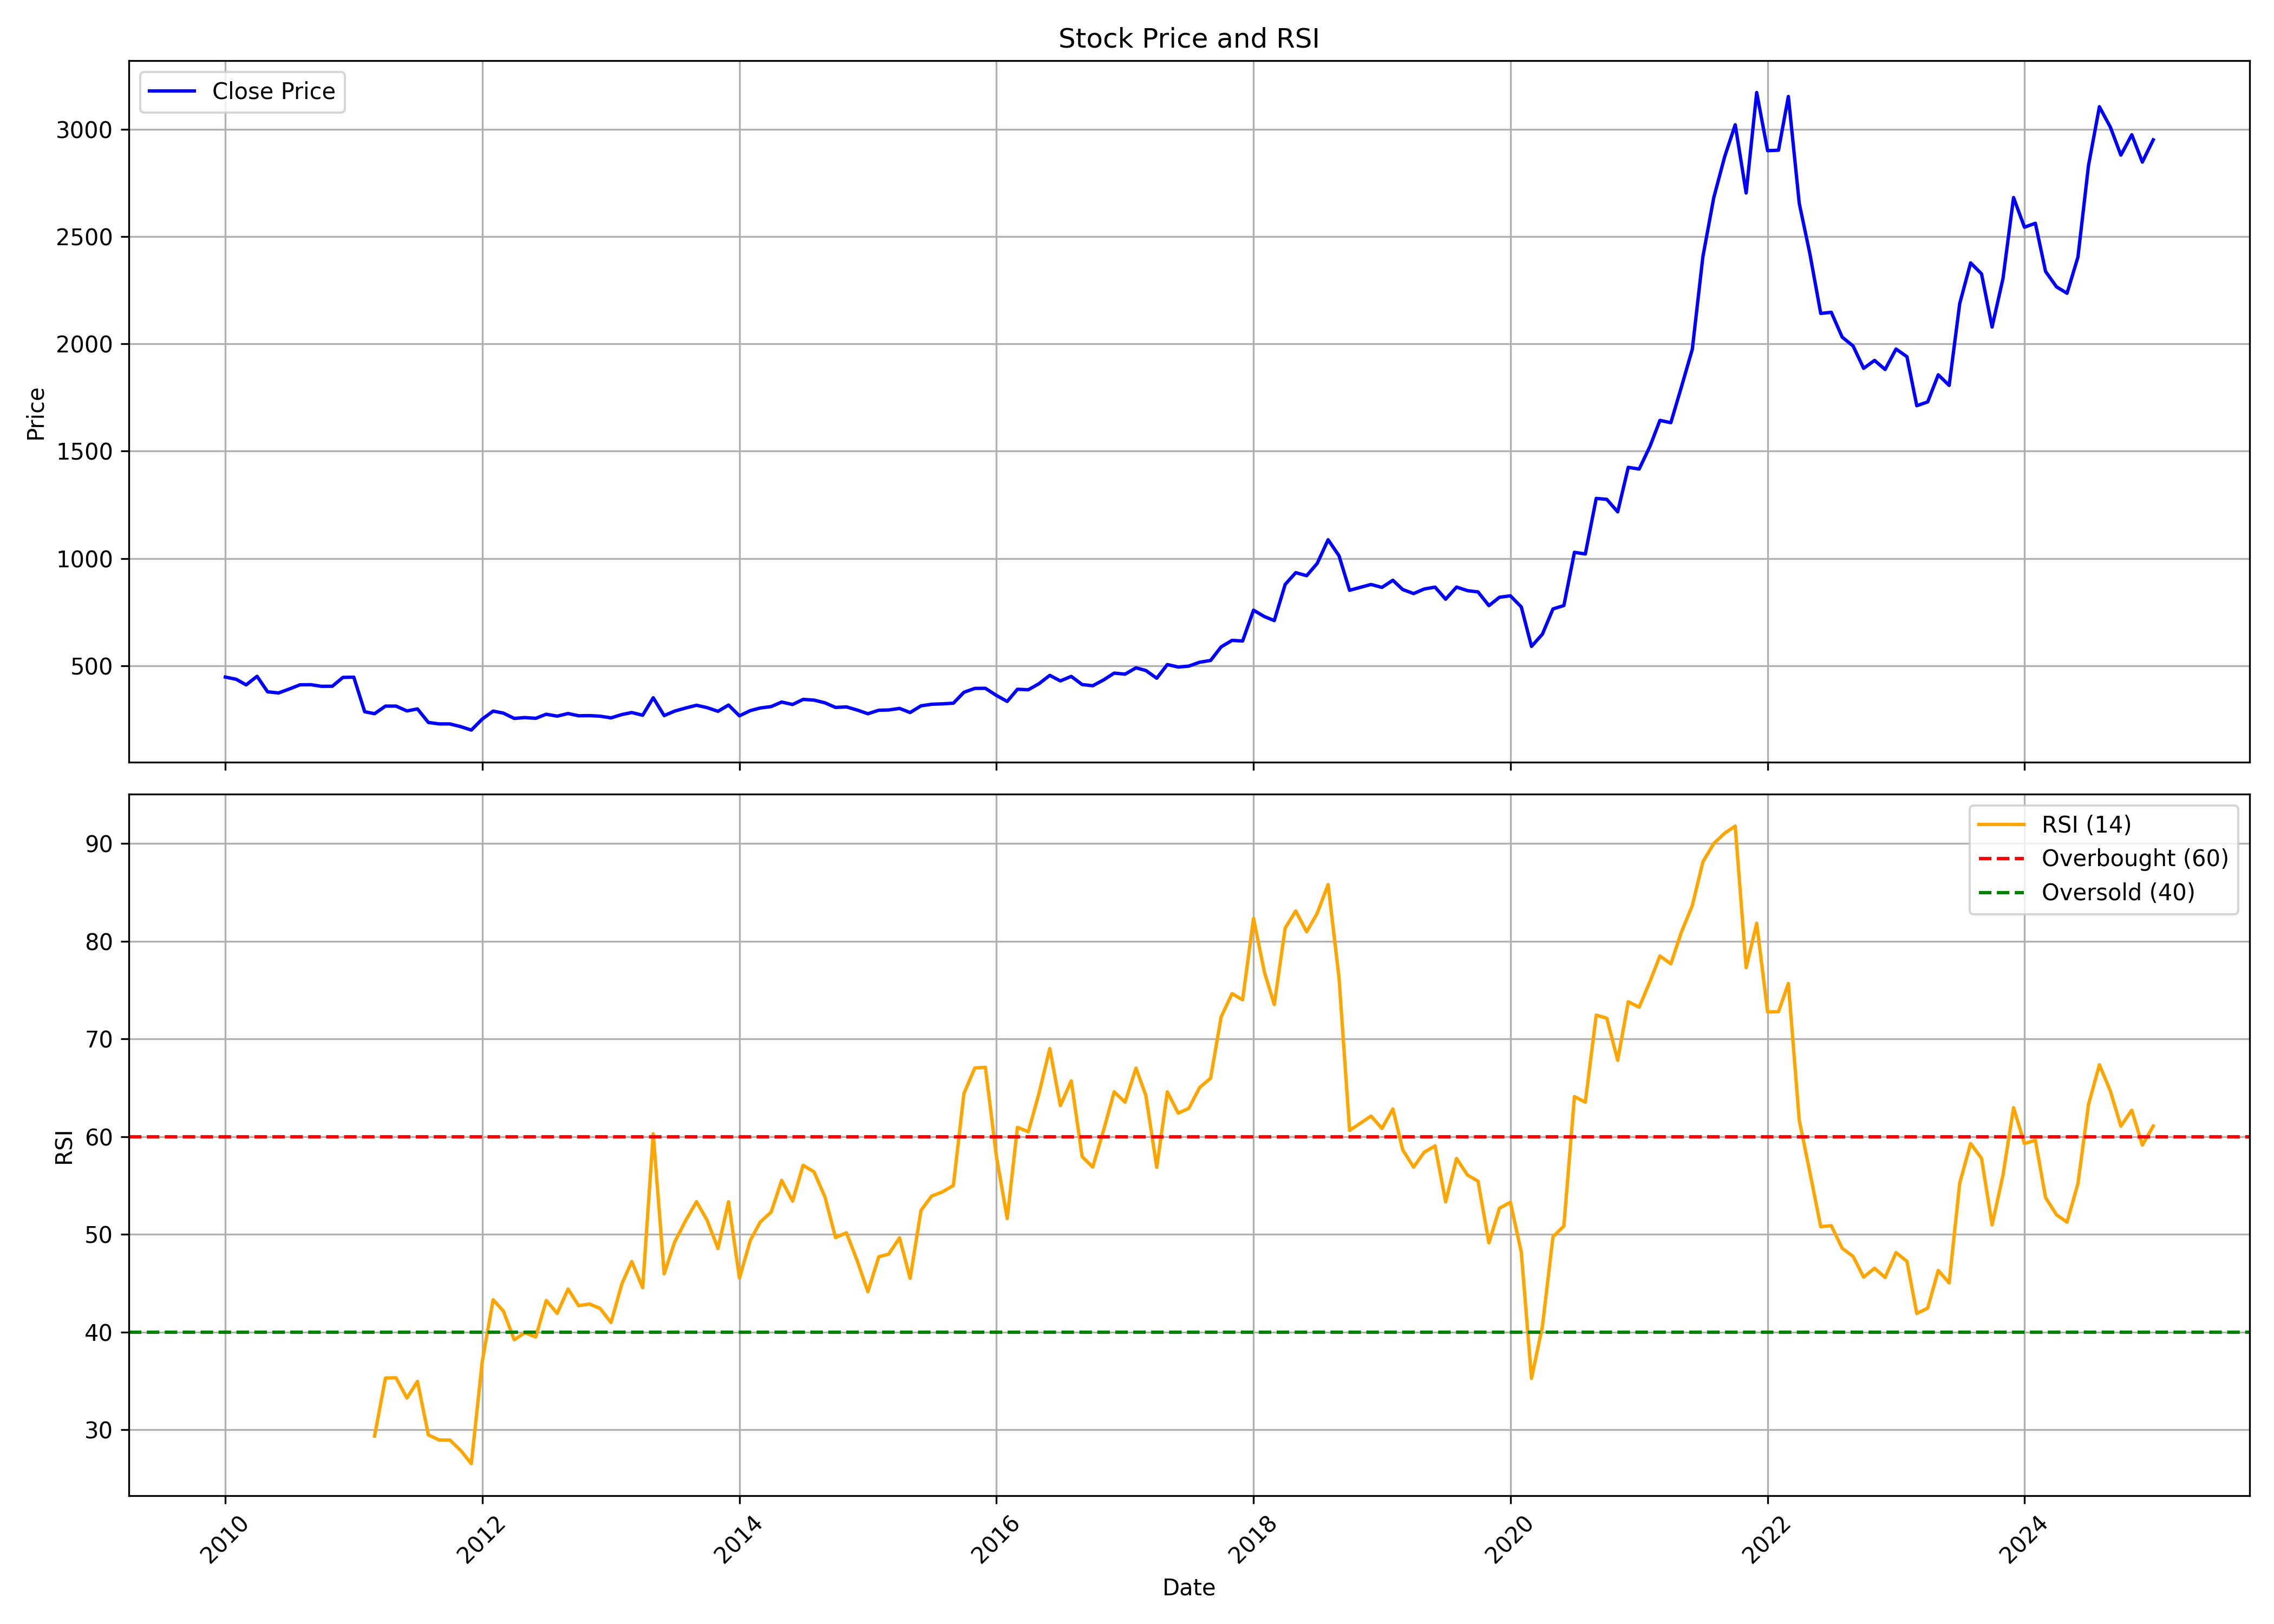 Stock Price and RSI
Close Price
3000
2500
2000
1500
1000
500
Price
RSI (14)
Overbought (60)
Oversold (40)
90
80
70
60
50
40
30
RSI
2010
2012
2014
2016
2018
2020
2022
2024
Date